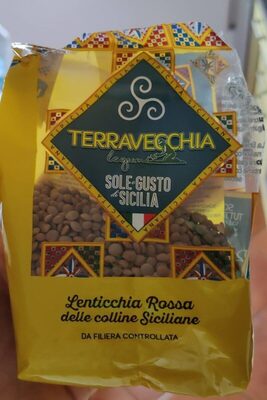 TERRAVECCHIA
legumi
SOLE e GUSTO
di SICILIA
Lenticchia Rossa
delle colline Siciliane
DA FILIERA CONTROLLATA